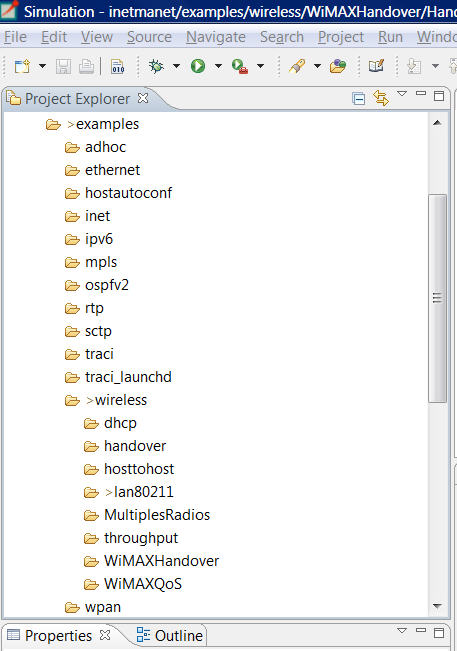 Simulation - inetmanet/examples/wireless/WiMAXHandover/Hand
File Edit View Source Navigate Search Project Run Window
010
Project Explorer
>examples
adhoc
ethernet
hostautoconf
inet
ipv6
mpls
ospfv2
rtp
sctp
traci
traci_launchd
>wireless
dhcp
handover
hosttohost
>lan80211
MultiplesRadios
throughput
WiMAXHandover
WiMAXQoS
wpan
Properties Outline